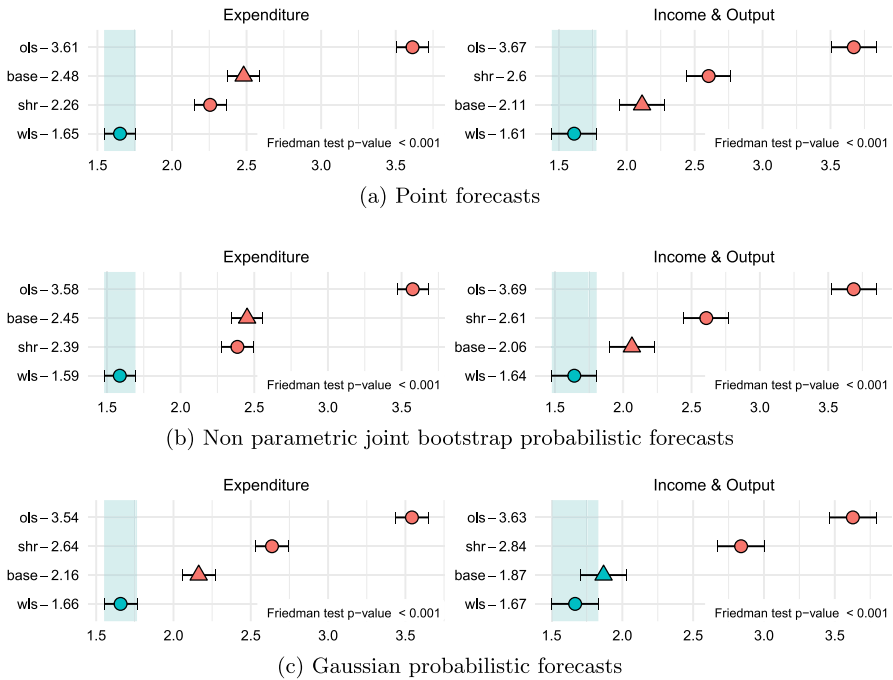 Expenditure
ols − 3.61
base − 2.48
shr − 2.26
wls − 1.65
Friedman test p−value < 0.001
1.5 2.0 2.5 3.0 3.5
Income & Output
ols − 3.67
shr − 2.6
base − 2.11
wls − 1.61
Friedman test p−value < 0.001
1.5 2.0 2.5 3.0 3.5
(a) Point forecasts
Expenditure
ols − 3.58
base − 2.45
shr − 2.39
wls − 1.59
Friedman test p−value < 0.001
1.5 2.0 2.5 3.0 3.5
Income & Output
ols − 3.69
shr − 2.61
base − 2.06
wls − 1.64
Friedman test p−value < 0.001
1.5 2.0 2.5 3.0 3.5
(b) Non parametric joint bootstrap probabilistic forecasts
Expenditure
ols − 3.54
shr − 2.64
base − 2.16
wls − 1.66
Friedman test p−value < 0.001
1.5 2.0 2.5 3.0 3.5
Income & Output
ols − 3.63
shr − 2.84
base − 1.87
wls − 1.67
Friedman test p−value < 0.001
1.5 2.0 2.5 3.0 3.5
(c) Gaussian probabilistic forecasts